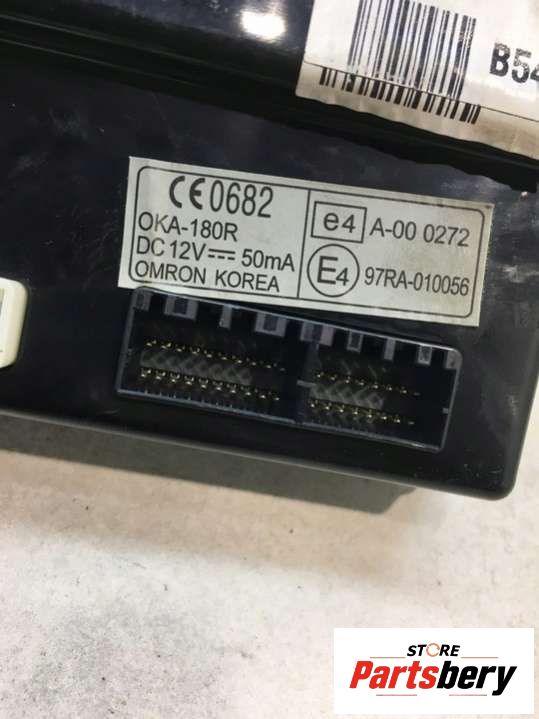 B54
CE0682
OKA-180R
DC 12V⎓50mA
OMRON KOREA
e4 A-00 0272
E4 97RA-010056
STORE
Partsbery